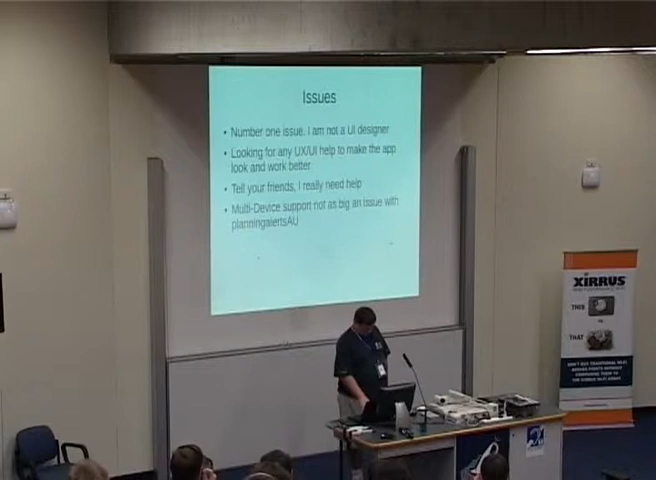 Issues
• Number one issue. I am not a UI designer
• Looking for any UX/UI help to make the app
look and work better
• Tell your friends, I really need help
• Multi-Device support not as big an issue with
planningalertsAU
XIRRUS
THIS
THAT